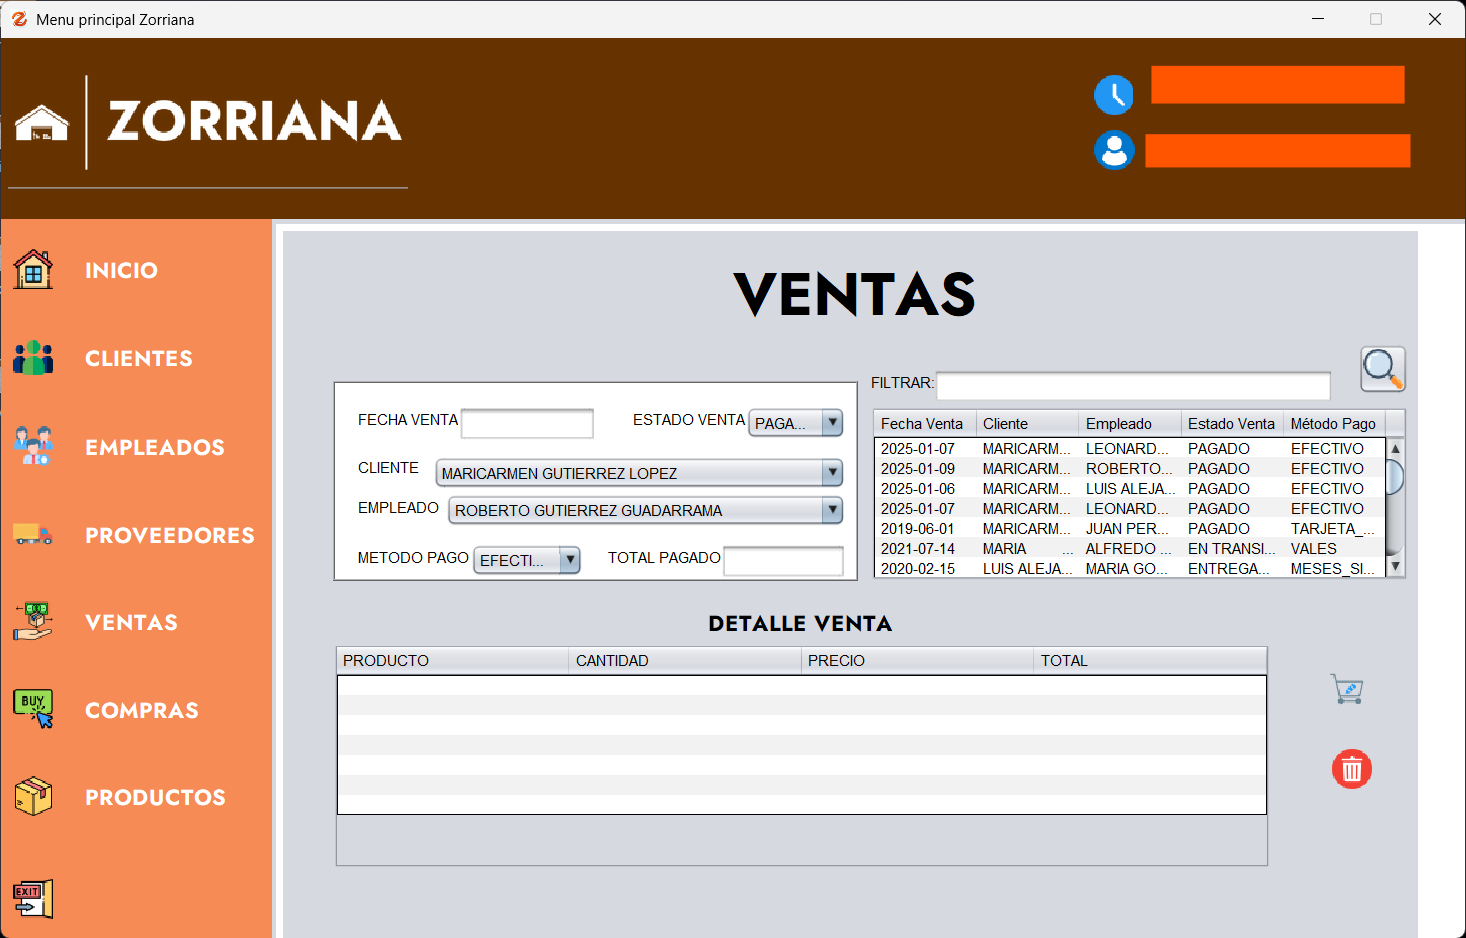 Menu principal Zorriana
ZORRIANA
INICIO
CLIENTES
EMPLEADOS
PROVEEDORES
VENTAS
BUY
COMPRAS
PRODUCTOS
EXIT
VENTAS
FILTRAR:
FECHA VENTA ESTADO VENTA PAGA...
CLIENTE MARICARMEN GUTIERREZ LOPEZ
EMPLEADO ROBERTO GUTIERREZ GUADARRAMA
METODO PAGO EFECTI... TOTAL PAGADO
Fecha Venta Cliente Empleado Estado Venta Método Pago
2025-01-07 MARICARM... LEONARD... PAGADO EFECTIVO
2025-01-09 MARICARM... ROBERTO... PAGADO EFECTIVO
2025-01-06 MARICARM... LUIS ALEJA... PAGADO EFECTIVO
2025-01-07 MARICARM... LEONARD... PAGADO EFECTIVO
2019-06-01 MARICARM... JUAN PER... PAGADO TARJETA_...
2021-07-14 MARIA ... ALFREDO ... EN TRANSI... VALES
2020-02-15 LUIS ALEJA... MARIA GO... ENTREGA... MESES_SI...
DETALLE VENTA
PRODUCTO CANTIDAD PRECIO TOTAL